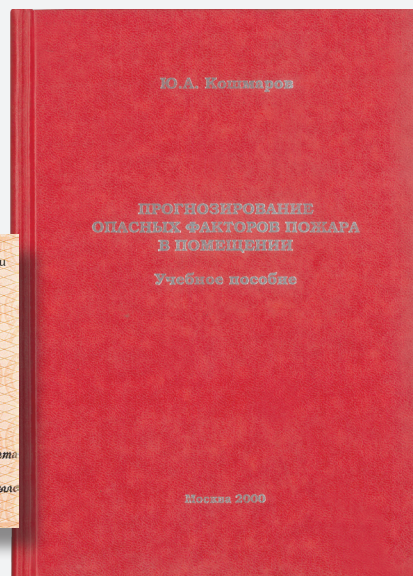 Ю.А. Кошмаров
ПРОГНОЗИРОВАНИЕ
ОПАСНЫХ ФАКТОРОВ ПОЖАРА
В ПОМЕЩЕНИИ
Учебное пособие
Москва 2000
и